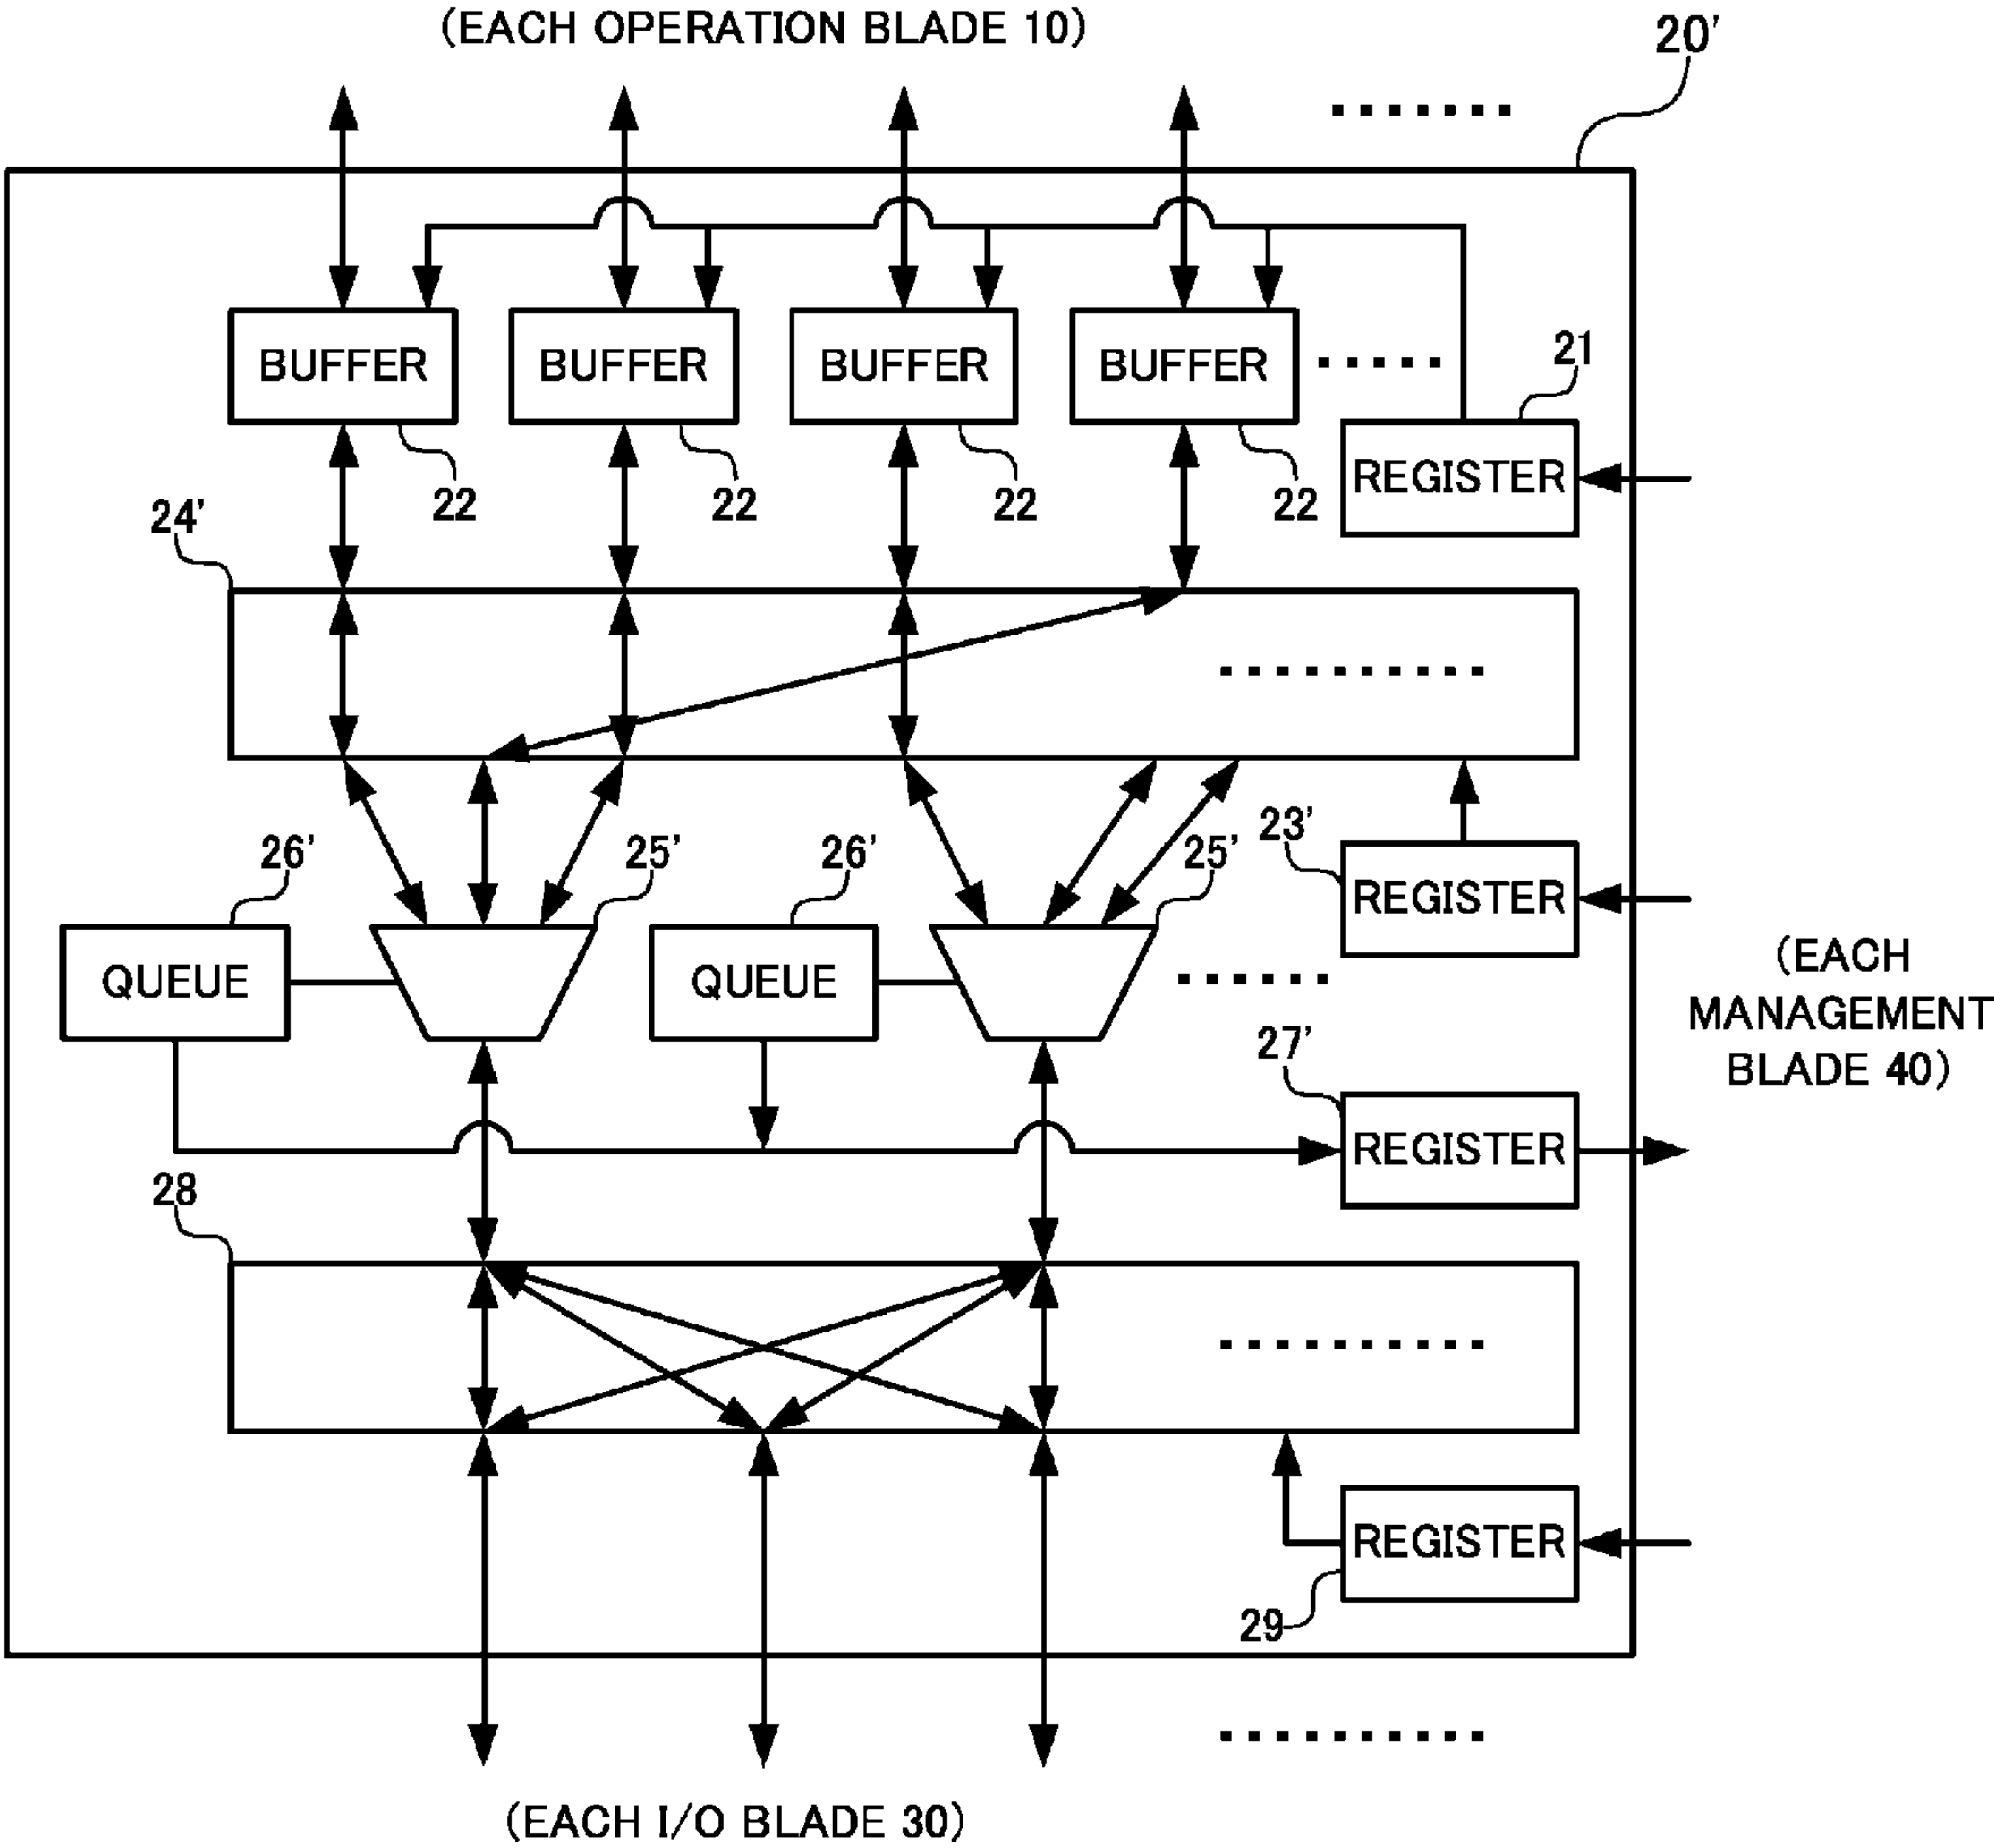 (EACH OPERATION BLADE 10)
20'
BUFFER BUFFER BUFFER BUFFER
21
REGISTER
22 22 22 22
24'
23'
26' 25' 26' 25'
REGISTER
QUEUE QUEUE
(EACH
MANAGEMENT
BLADE 40)
27'
REGISTER
28
REGISTER
29
(EACH I/O BLADE 30)